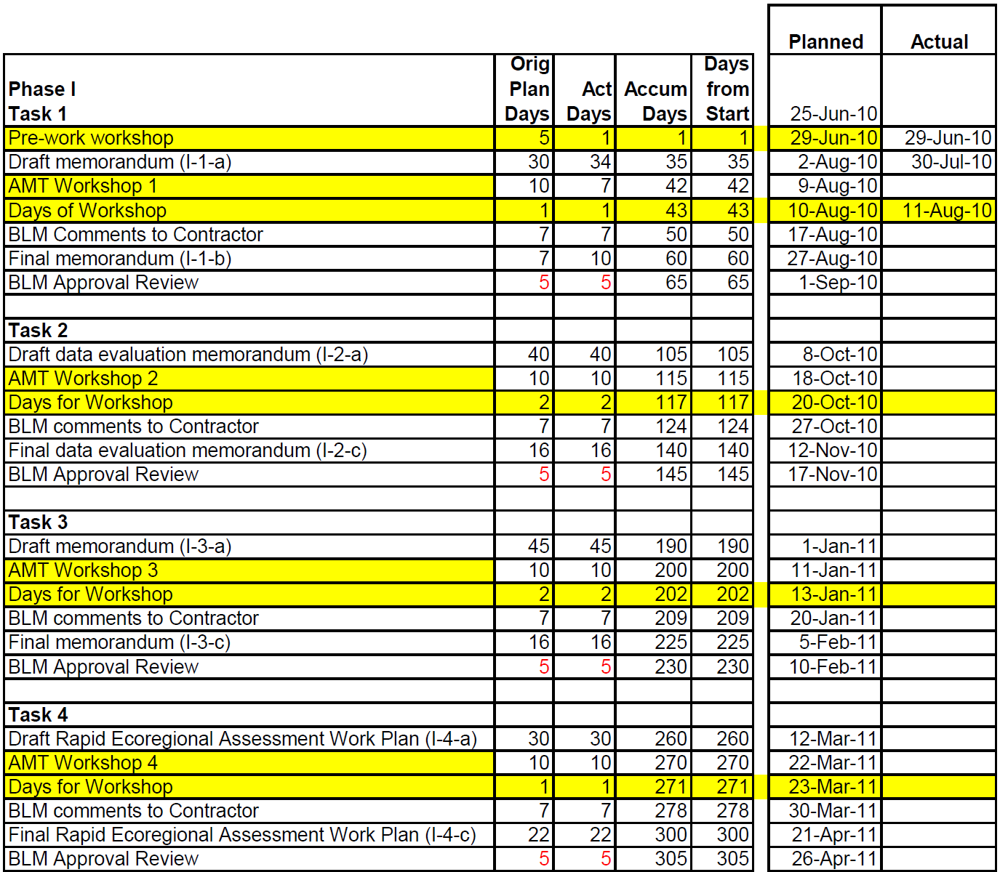 Planned Actual
Phase I
Task 1 Orig Plan Days Act Days Accum Days Days from Start 25-Jun-10
Pre-work workshop 5 1 1 1 29-Jun-10 29-Jun-10
Draft memorandum (I-1-a) 30 34 35 35 2-Aug-10 30-Jul-10
AMT Workshop 1 10 7 42 42 9-Aug-10
Days of Workshop 1 1 43 43 10-Aug-10 11-Aug-10
BLM Comments to Contractor 7 7 50 50 17-Aug-10
Final memorandum (I-1-b) 7 10 60 60 27-Aug-10
BLM Approval Review 5 5 65 65 1-Sep-10
Task 2
Draft data evaluation memorandum (I-2-a) 40 40 105 105 8-Oct-10
AMT Workshop 2 10 10 115 115 18-Oct-10
Days for Workshop 2 2 117 117 20-Oct-10
BLM comments to Contractor 7 7 124 124 27-Oct-10
Final data evaluation memorandum (I-2-c) 16 16 140 140 12-Nov-10
BLM Approval Review 5 5 145 145 17-Nov-10
Task 3
Draft memorandum (I-3-a) 45 45 190 190 1-Jan-11
AMT Workshop 3 10 10 200 200 11-Jan-11
Days for Workshop 2 2 202 202 13-Jan-11
BLM comments to Contractor 7 7 209 209 20-Jan-11
Final memorandum (I-3-c) 16 16 225 225 5-Feb-11
BLM Approval Review 5 5 230 230 10-Feb-11
Task 4
Draft Rapid Ecoregional Assessment Work Plan (I-4-a) 30 30 260 260 12-Mar-11
AMT Workshop 4 10 10 270 270 22-Mar-11
Days for Workshop 1 1 271 271 23-Mar-11
BLM comments to Contractor 7 7 278 278 30-Mar-11
Final Rapid Ecoregional Assessment Work Plan (I-4-c) 22 22 300 300 21-Apr-11
BLM Approval Review 5 5 305 305 26-Apr-11